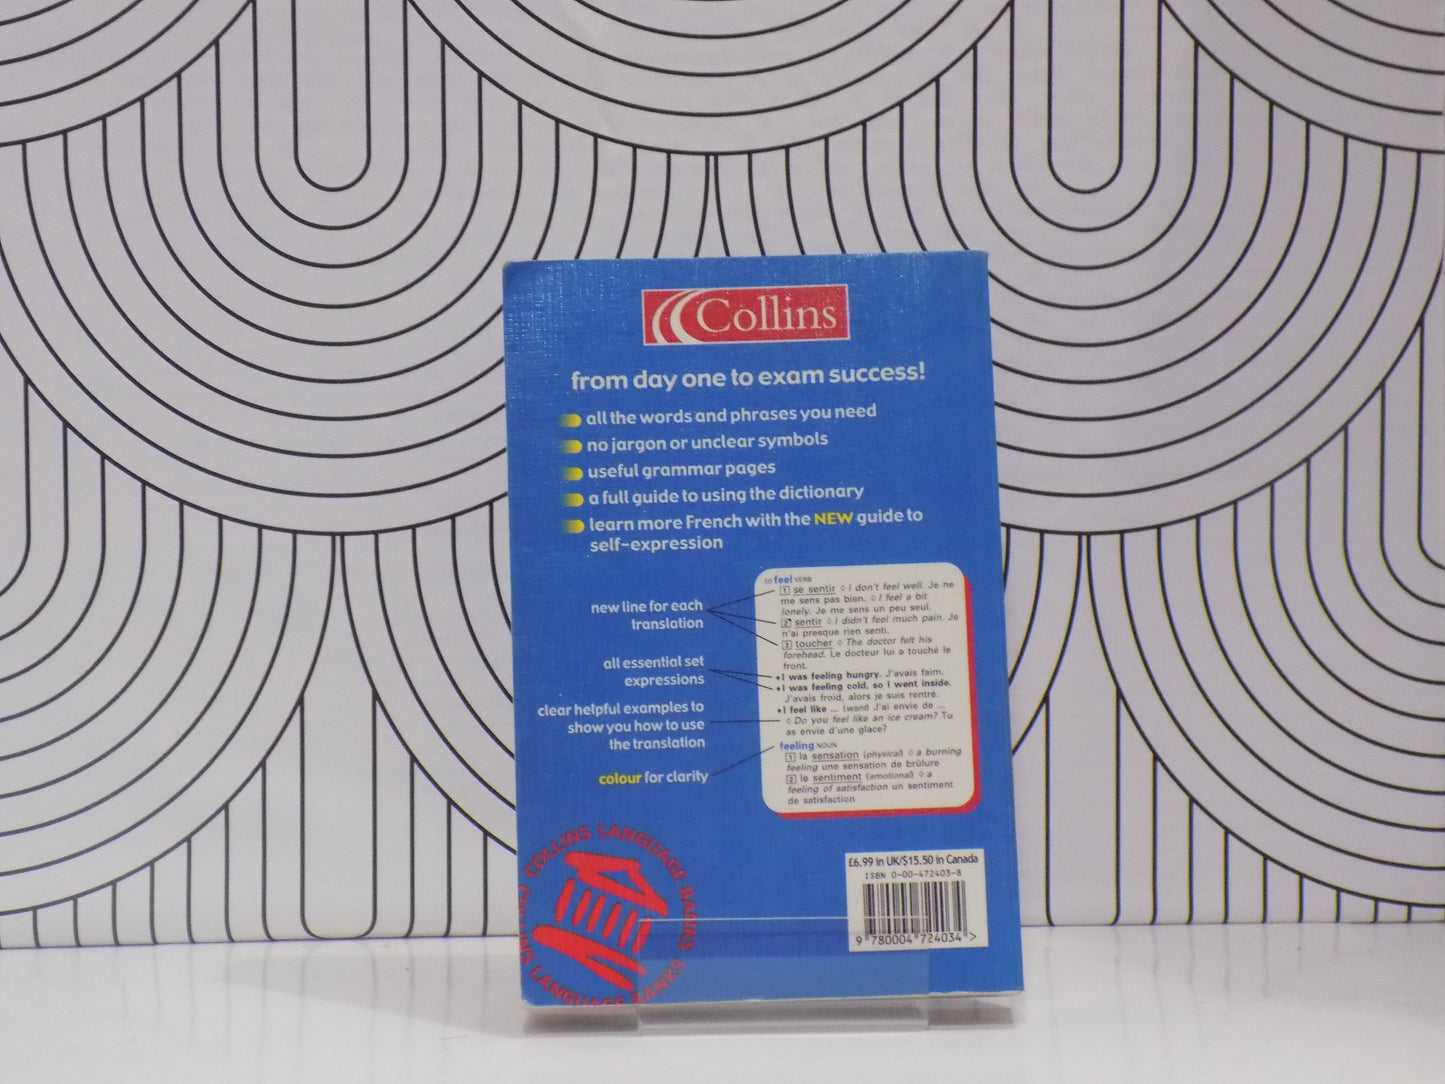 Collins
from day one to exam success!
all the words and phrases you need
no jargon or unclear symbols
useful grammar pages
a full guide to using the dictionary
learn more French with the NEW guide to
self-expression
new line for each
translation
all essential set
expressions
clear helpful examples to
show you how to use
the translation
colour for clarity
to feel VERB
1 se sentir ◊ I don't feel well. Je ne
me sens pas bien. ◊ I feel a bit
lonely. Je me sens un peu seul.
2 sentir ◊ I didn't feel much pain. Je
n'ai presque rien senti.
3 toucher ◊ The doctor felt his
forehead. Le docteur lui a touché le
front.
♦I was feeling hungry. J'avais faim.
♦I was feeling cold, so I went inside.
J'avais froid, alors je suis rentré.
♦I feel like ... (want) J'ai envie de ...
◊ Do you feel like an ice cream? Tu
as envie d'une glace?
feeling NOUN
1 la sensation (physical) ◊ a burning
feeling une sensation de brûlure
2 le sentiment (emotional) ◊ a
feeling of satisfaction un sentiment
de satisfaction
COLLINS LANGUAGE BANKS
COLLINS LANGUAGE BANKS
£6.99 in UK/$15.50 in Canada
ISBN 0-00-472403-8
9 780004 724034 >